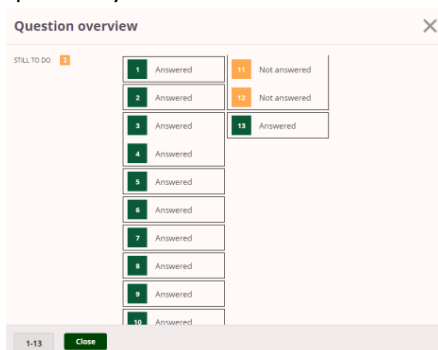 Question overview
STILL TO DO 2
1 Answered
2 Answered
3 Answered
4 Answered
5 Answered
6 Answered
7 Answered
8 Answered
9 Answered
10 Answered
11 Not answered
12 Not answered
13 Answered
1-13 Close